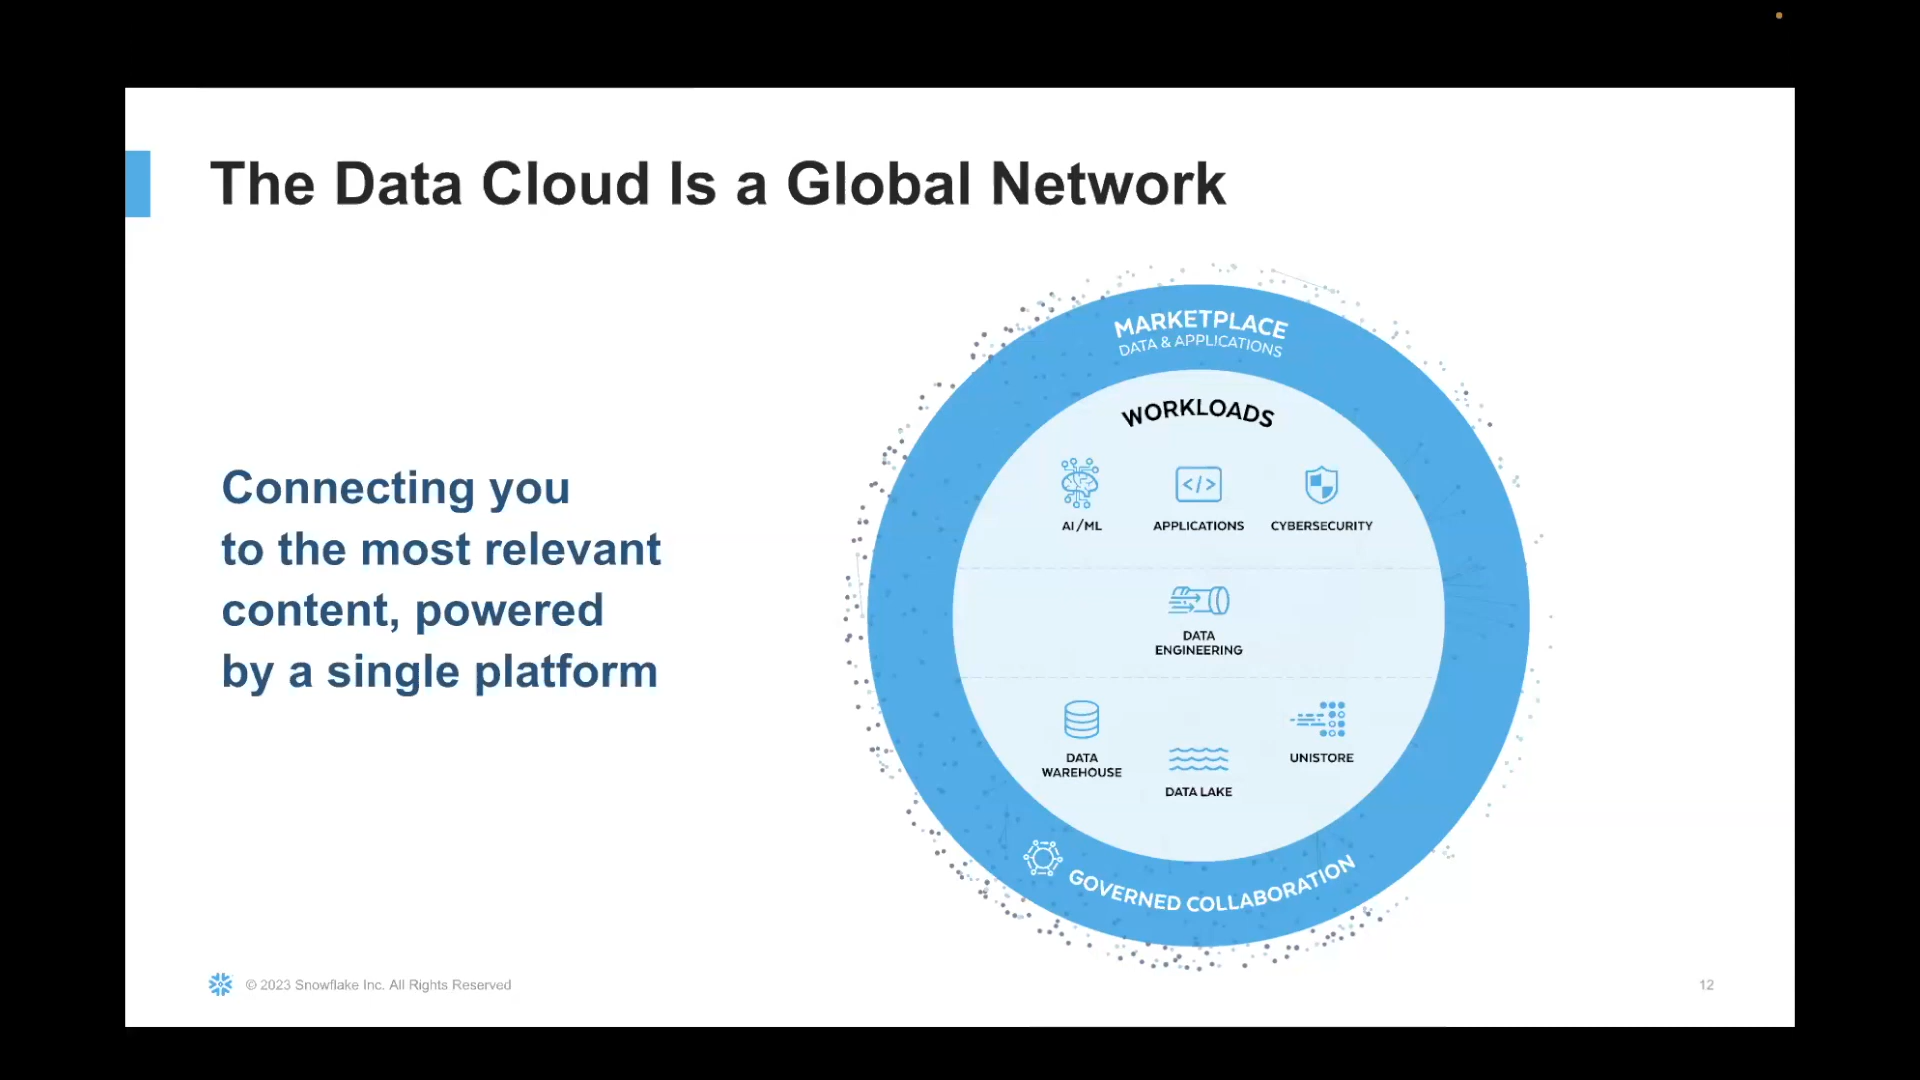 The Data Cloud Is a Global Network
Connecting you
to the most relevant
content, powered
by a single platform
MARKETPLACE
DATA & APPLICATIONS
WORKLOADS
AI/ML
APPLICATIONS
CYBERSECURITY
DATA
ENGINEERING
DATA
WAREHOUSE
DATA LAKE
UNISTORE
GOVERNED COLLABORATION
© 2023 Snowflake Inc. All Rights Reserved
12